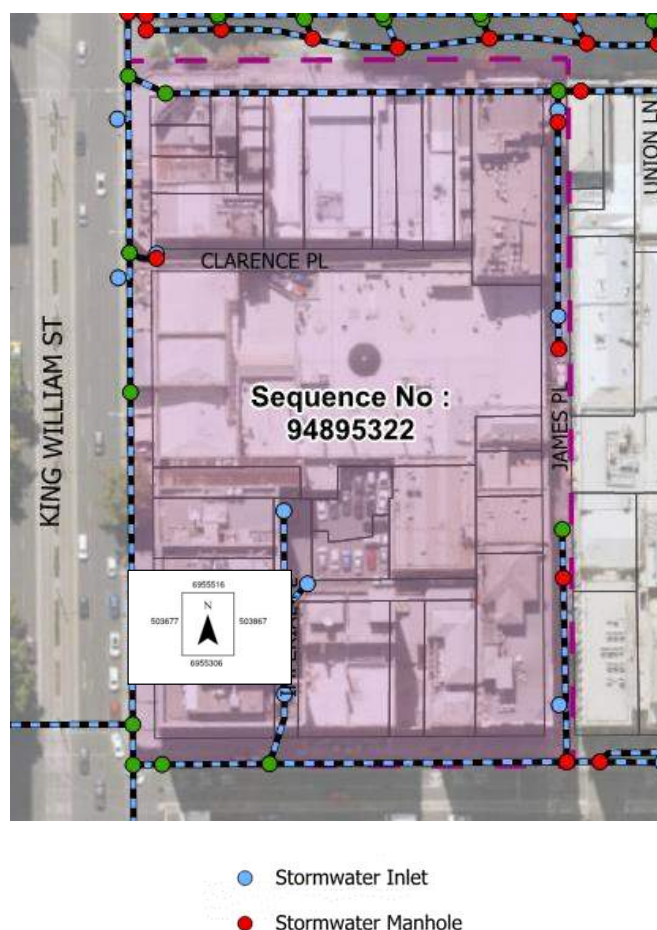 UNION LN
CLARENCE PL
KING WILLIAM ST
Sequence No :
94895322
JAMES PL
6955516
N
503677
503867
6955306
Stormwater Inlet
Stormwater Manhole